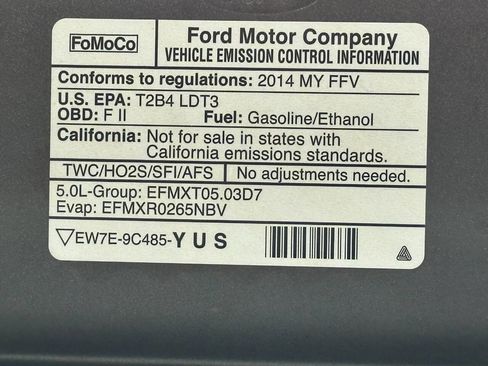 FoMoCo
Ford Motor Company
VEHICLE EMISSION CONTROL INFORMATION
Conforms to regulations: 2014 MY FFV
U.S. EPA: T2B4 LDT3
OBD: F II Fuel: Gasoline/Ethanol
California: Not for sale in states with
California emissions standards.
TWC/HO2S/SFI/AFS No adjustments needed.
5.0L-Group: EFMXT05.03D7
Evap: EFMXR0265NBV
EW7E-9C485-YUS